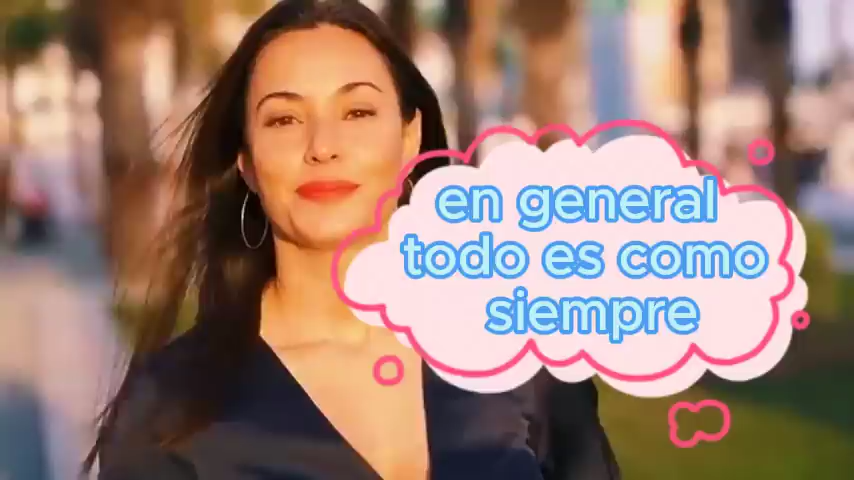 en general
todo es como
siempre